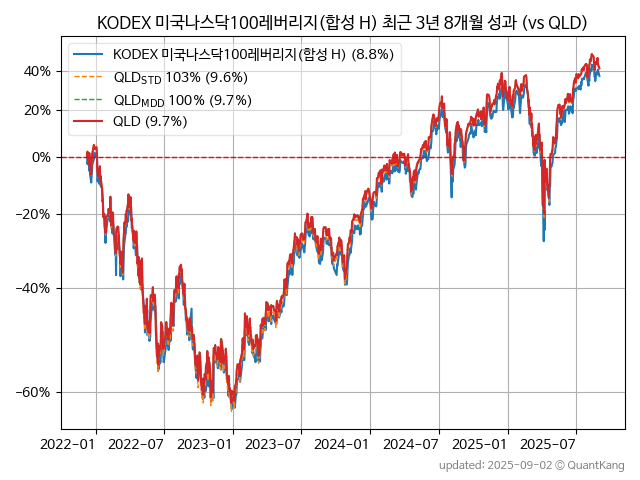 KODEX 미국나스닥100레버리지(합성 H) 최근 3년 8개월 성과 (vs QLD)
KODEX 미국나스닥100레버리지(합성 H) (8.8%)
QLD_STD 103% (9.6%)
QLD_MDD 100% (9.7%)
QLD (9.7%)
40%
20%
0%
−20%
−40%
−60%
2022-01 2022-07 2023-01 2023-07 2024-01 2024-07 2025-01 2025-07
updated: 2025-09-02 © QuantKang